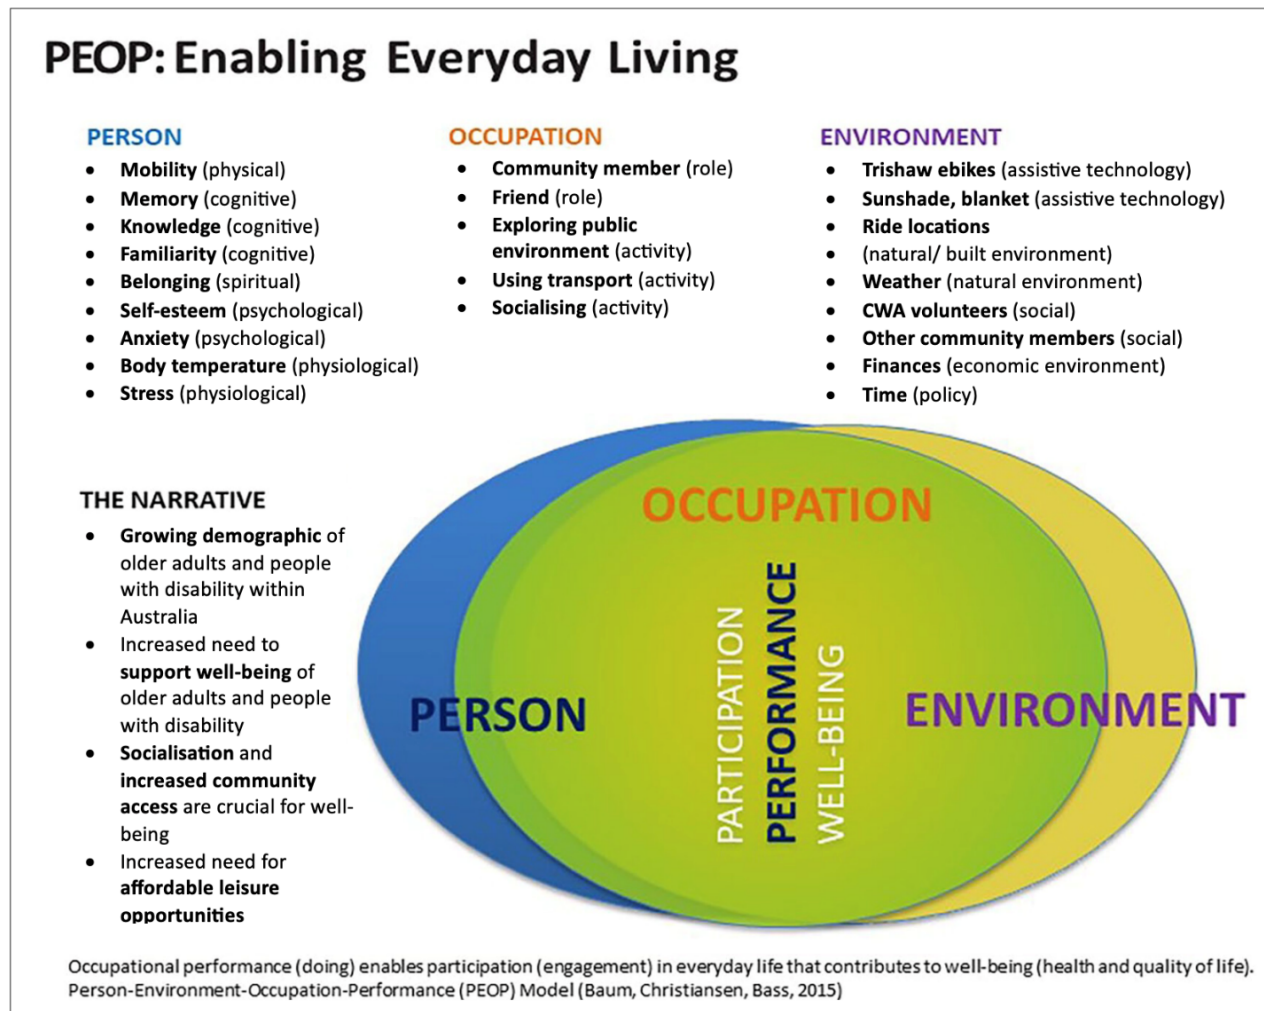 PEOP: Enabling Everyday Living
PERSON
• Mobility (physical)
• Memory (cognitive)
• Knowledge (cognitive)
• Familiarity (cognitive)
• Belonging (spiritual)
• Self-esteem (psychological)
• Anxiety (psychological)
• Body temperature (physiological)
• Stress (physiological)
OCCUPATION
• Community member (role)
• Friend (role)
• Exploring public
environment (activity)
• Using transport (activity)
• Socialising (activity)
ENVIRONMENT
• Trishaw ebikes (assistive technology)
• Sunshade, blanket (assistive technology)
• Ride locations
• (natural/ built environment)
• Weather (natural environment)
• CWA volunteers (social)
• Other community members (social)
• Finances (economic environment)
• Time (policy)
THE NARRATIVE
• Growing demographic of
older adults and people
with disability within
Australia
• Increased need to
support well-being of
older adults and people
with disability
• Socialisation and
increased community
access are crucial for well-
being
• Increased need for
affordable leisure
opportunities
OCCUPATION
PERSON
PARTICIPATION
PERFORMANCE
WELL-BEING
ENVIRONMENT
Occupational performance (doing) enables participation (engagement) in everyday life that contributes to well-being (health and quality of life).
Person-Environment-Occupation-Performance (PEOP) Model (Baum, Christiansen, Bass, 2015)